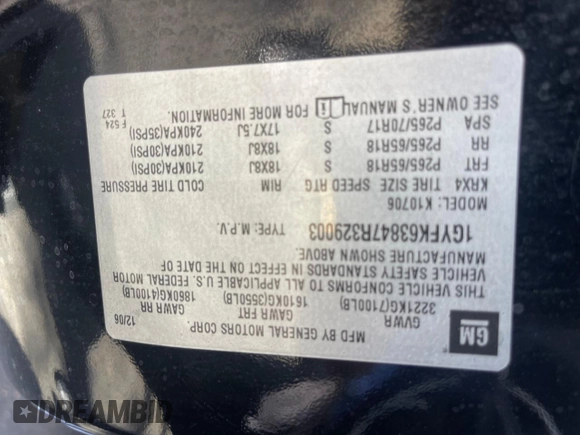 GM
MFD BY GENERAL MOTORS CORP. 12/06
GVWR GAWR FRT GAWR RR
3221KG(7100LB) 1610KG(3550LB) 1860KG(4100LB)
THIS VEHICLE CONFORMS TO ALL APPLICABLE U.S. FEDERAL MOTOR
VEHICLE SAFETY STANDARDS IN EFFECT ON THE DATE OF
MANUFACTURE SHOWN ABOVE.
1GYFK63847R329003 TYPE: M.P.V.
MODEL: K10706
KRX4 TIRE SIZE SPEED RTG RIM COLD TIRE PRESSURE
FRT P265/65R18 S 18X8J 210KPA(30PSI)
RR P265/65R18 S 18X8J 210KPA(30PSI)
SPA P265/70R17 S 17X7.5J 240KPA(35PSI)
SEE OWNER'S MANUAL FOR MORE INFORMATION.
F 524
T 327
DREAMBID